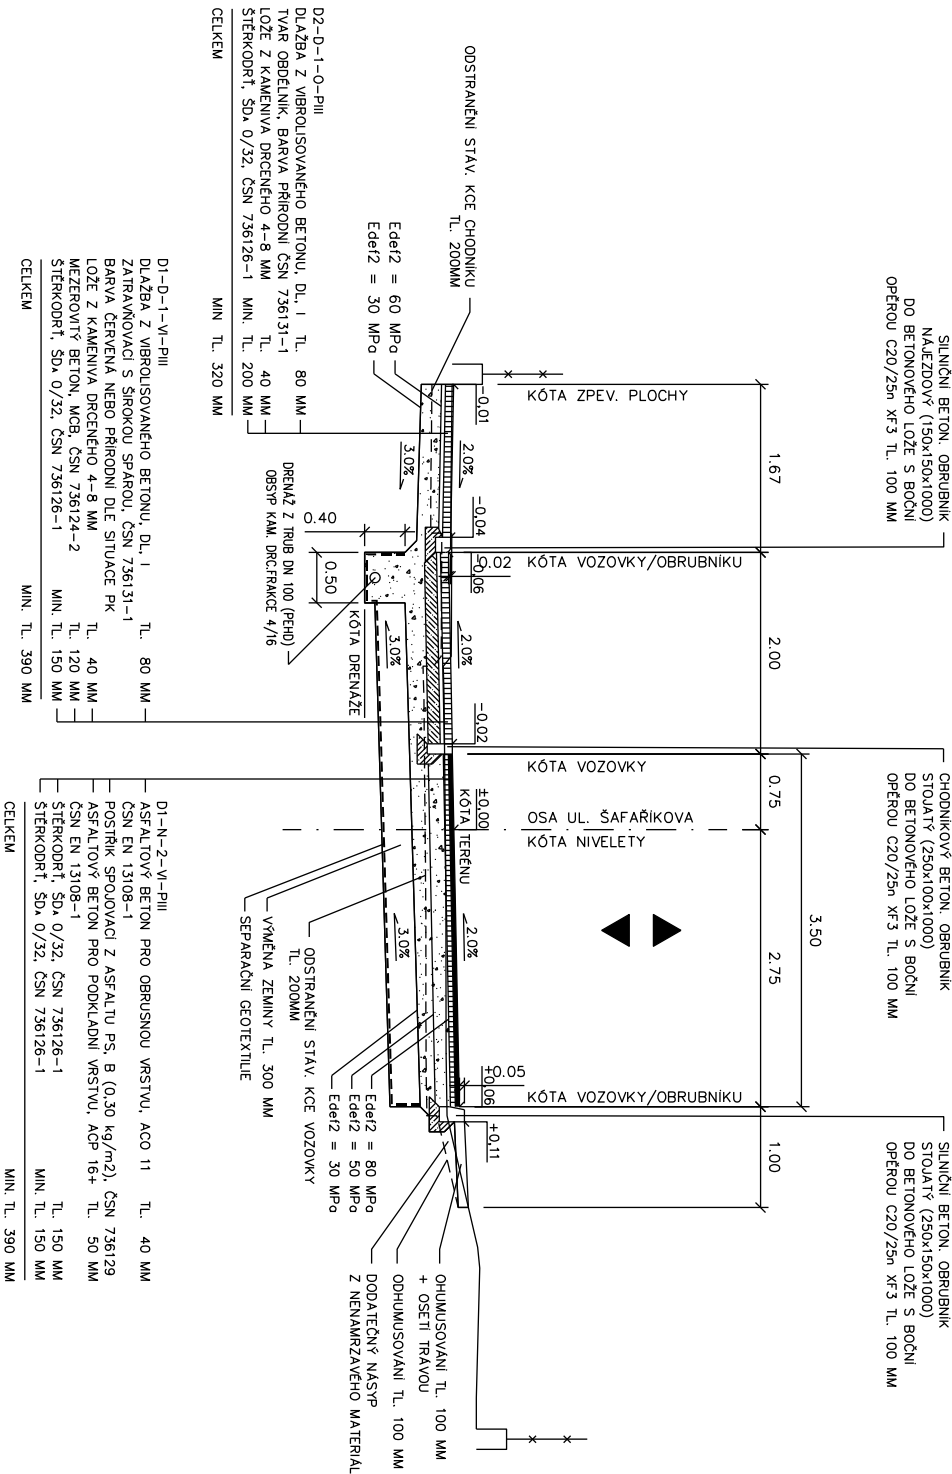 SILNIČNÍ BETON. OBRUBNÍK
NÁJEZDOVÝ (150x150x1000)
DO BETONOVÉHO LOŽE S BOČNÍ
OPĚROU C20/25n XF3 TL. 100 MM
CHODNÍKOVÝ BETON. OBRUBNÍK
STOJATÝ (250x100x1000)
DO BETONOVÉHO LOŽE S BOČNÍ
OPĚROU C20/25n XF3 TL. 100 MM
SILNIČNÍ BETON. OBRUBNÍK
STOJATÝ (250x150x1000)
DO BETONOVÉHO LOŽE S BOČNÍ
OPĚROU C20/25n XF3 TL. 100 MM
3.50
1.67
2.00
0.75
2.75
1.00
KÓTA ZPEV. PLOCHY
KÓTA VOZOVKY/OBRUBNÍKU
KÓTA VOZOVKY
OSA UL. ŠAFAŘÍKOVA
KÓTA NIVELETY
KÓTA VOZOVKY/OBRUBNÍKU
-0,01
-0,04
-0.02
-0,06
-0,02
±0,00
KÓTA TERÉNU
+0.05
+0,06
+0,11
2.0%
2.0%
2.0%
3.0%
3.0%
3.0%
ODSTRANĚNÍ STÁV. KCE CHODNÍKU
TL. 200MM
Edef2 = 60 MPa
Edef2 = 30 MPa
0.40
0.50
DRENÁŽ Z TRUB DN 100 (PEHD)
OBSYP KAM. DRC.FRAKCE 4/16
KÓTA DRENÁŽE
ODSTRANĚNÍ STÁV. KCE VOZOVKY
TL. 200MM
VÝMĚNA ZEMINY TL. 300 MM
SEPARAČNÍ GEOTEXTILIE
Edef2 = 80 MPa
Edef2 = 50 MPa
Edef2 = 30 MPa
OHUMUSOVÁNÍ TL. 100 MM
+ OSETÍ TRÁVOU
ODHUMUSOVÁNÍ TL. 100 MM
DODATEČNÝ NÁSYP
Z NENAMRZAVÉHO MATERIÁL
D2-D-1-O-PIII
DLAŽBA Z VIBROLISOVANÉHO BETONU, DL, I TL. 80 MM
TVAR OBDÉLNÍK, BARVA PŘÍRODNÍ ČSN 736131-1
LOŽE Z KAMENIVA DRCENÉHO 4-8 MM TL. 40 MM
ŠTĚRKODRŤ, ŠDA 0/32, ČSN 736126-1 MIN. TL. 200 MM
CELKEM MIN TL. 320 MM
D1-D-1-VI-PIII
DLAŽBA Z VIBROLISOVANÉHO BETONU, DL, I TL. 80 MM
ZATRAVŇOVACÍ S ŠIROKOU SPÁROU, ČSN 736131-1
BARVA ČERVENÁ NEBO PŘÍRODNÍ DLE SITUACE PK
LOŽE Z KAMENIVA DRCENÉHO 4-8 MM TL. 40 MM
MEZEROVITÝ BETON, MCB, ČSN 736124-2 TL. 120 MM
ŠTĚRKODRŤ, ŠDA 0/32, ČSN 736126-1 MIN. TL. 150 MM
CELKEM MIN. TL. 390 MM
D1-N-2-VI-PIII
ASFALTOVÝ BETON PRO OBRUSNOU VRSTVU, ACO 11 TL. 40 MM
ČSN EN 13108-1
POSTŘIK SPOJOVACÍ Z ASFALTU PS, B (0,30 kg/m2), ČSN 736129
ASFALTOVÝ BETON PRO PODKLADNÍ VRSTVU, ACP 16+ TL. 50 MM
ČSN EN 13108-1
ŠTĚRKODRŤ, ŠDA 0/32, ČSN 736126-1 TL. 150 MM
ŠTĚRKODRŤ, ŠDA 0/32, ČSN 736126-1 MIN. TL. 150 MM
CELKEM MIN. TL. 390 MM